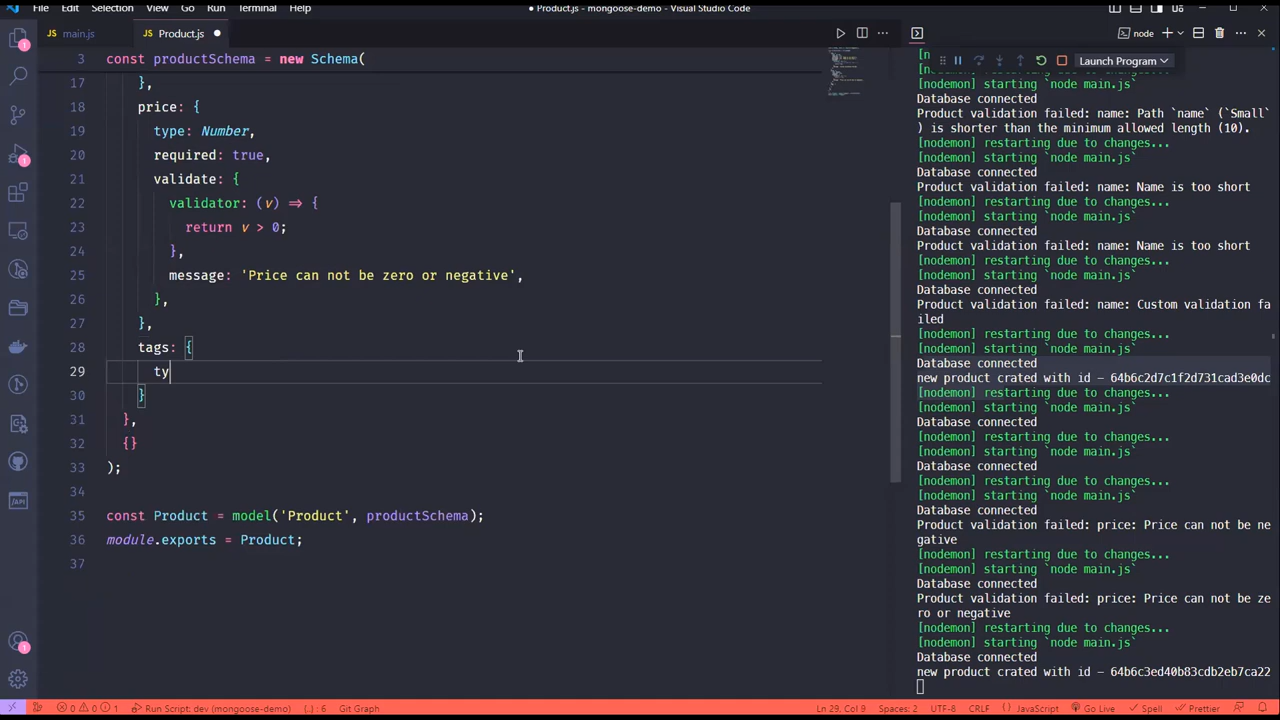 File Edit Selection View Go Run Terminal Help
● Product.js - mongoose-demo - Visual Studio Code
main.js Product.js ●
node
Launch Program
3 const productSchema = new Schema(
17 },
18 price: {
19 type: Number,
20 required: true,
21 validate: {
22 validator: (v) => {
23 return v > 0;
24 },
25 message: 'Price can not be zero or negative',
26 },
27 },
28 tags: {
29 ty
30 }
31 },
32 {}
33 );
34
35 const Product = model('Product', productSchema);
36 module.exports = Product;
37
[nodemon] starting `node main.js`
Database connected
Product validation failed: name: Path `name` (`Small`
) is shorter than the minimum allowed length (10).
[nodemon] restarting due to changes...
[nodemon] starting `node main.js`
Database connected
Product validation failed: name: Name is too short
[nodemon] restarting due to changes...
[nodemon] starting `node main.js`
Database connected
Product validation failed: name: Name is too short
[nodemon] restarting due to changes...
[nodemon] starting `node main.js`
Database connected
Product validation failed: name: Custom validation fa
iled
[nodemon] restarting due to changes...
[nodemon] starting `node main.js`
Database connected
new product crated with id – 64b6c2d7c1f2d731cad3e0dc
[nodemon] restarting due to changes...
[nodemon] starting `node main.js`
Database connected
[nodemon] restarting due to changes...
[nodemon] starting `node main.js`
Database connected
[nodemon] restarting due to changes...
[nodemon] starting `node main.js`
Database connected
Product validation failed: price: Price can not be ne
gative
[nodemon] restarting due to changes...
[nodemon] starting `node main.js`
Database connected
Product validation failed: price: Price can not be ze
ro or negative
[nodemon] restarting due to changes...
[nodemon] starting `node main.js`
Database connected
new product crated with id – 64b6c3ed40b83cdb2eb7ca22
0 0 1 Run Script: dev (mongoose-demo) {..} : 6 Git Graph Ln 29, Col 9 Spaces: 2 UTF-8 CRLF JavaScript Go Live Spell Prettier